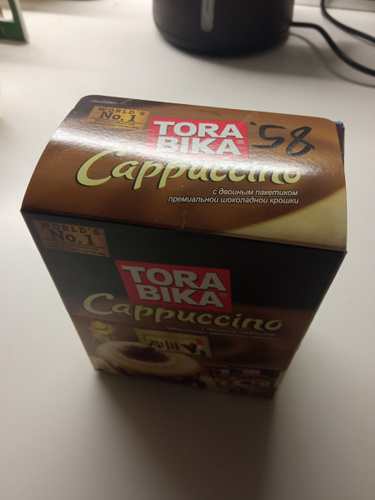 WORLD'S
No. 1
TORA
BIKA®
'58
Cappuccino
с двойным пакетиком
премиальной шоколадной крошки
WORLD'S
No. 1
TORA
BIKA®
Cappuccino